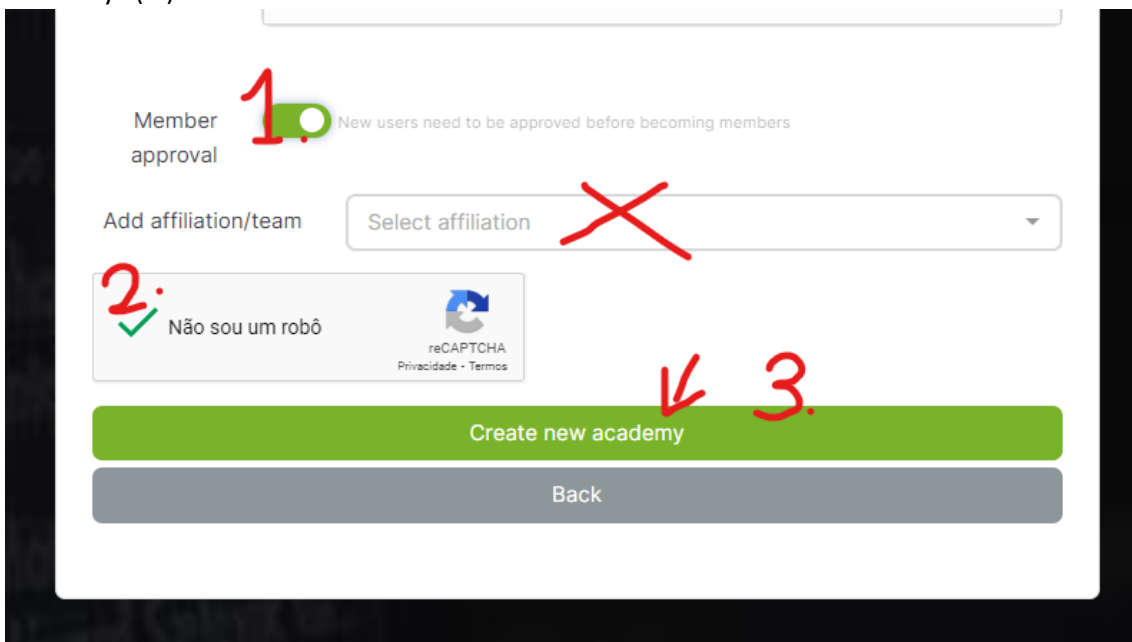 1.
Member
approval
New users need to be approved before becoming members
Add affiliation/team
Select affiliation
2.
Não sou um robô
reCAPTCHA
Privacidade - Termos
3.
Create new academy
Back